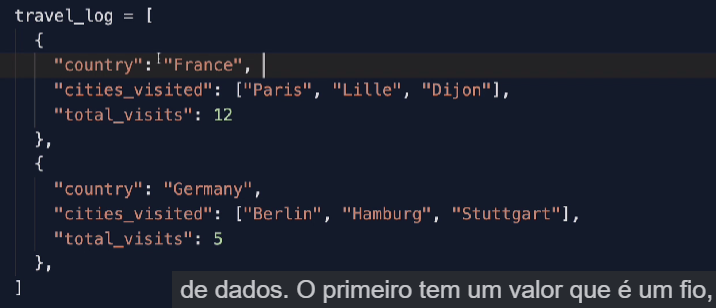 travel_log = [
{
"country": "France",
"cities_visited": ["Paris", "Lille", "Dijon"],
"total_visits": 12
},
{
"country": "Germany",
"cities_visited": ["Berlin", "Hamburg", "Stuttgart"],
"total_visits": 5
},
]
de dados. O primeiro tem um valor que é um fio,